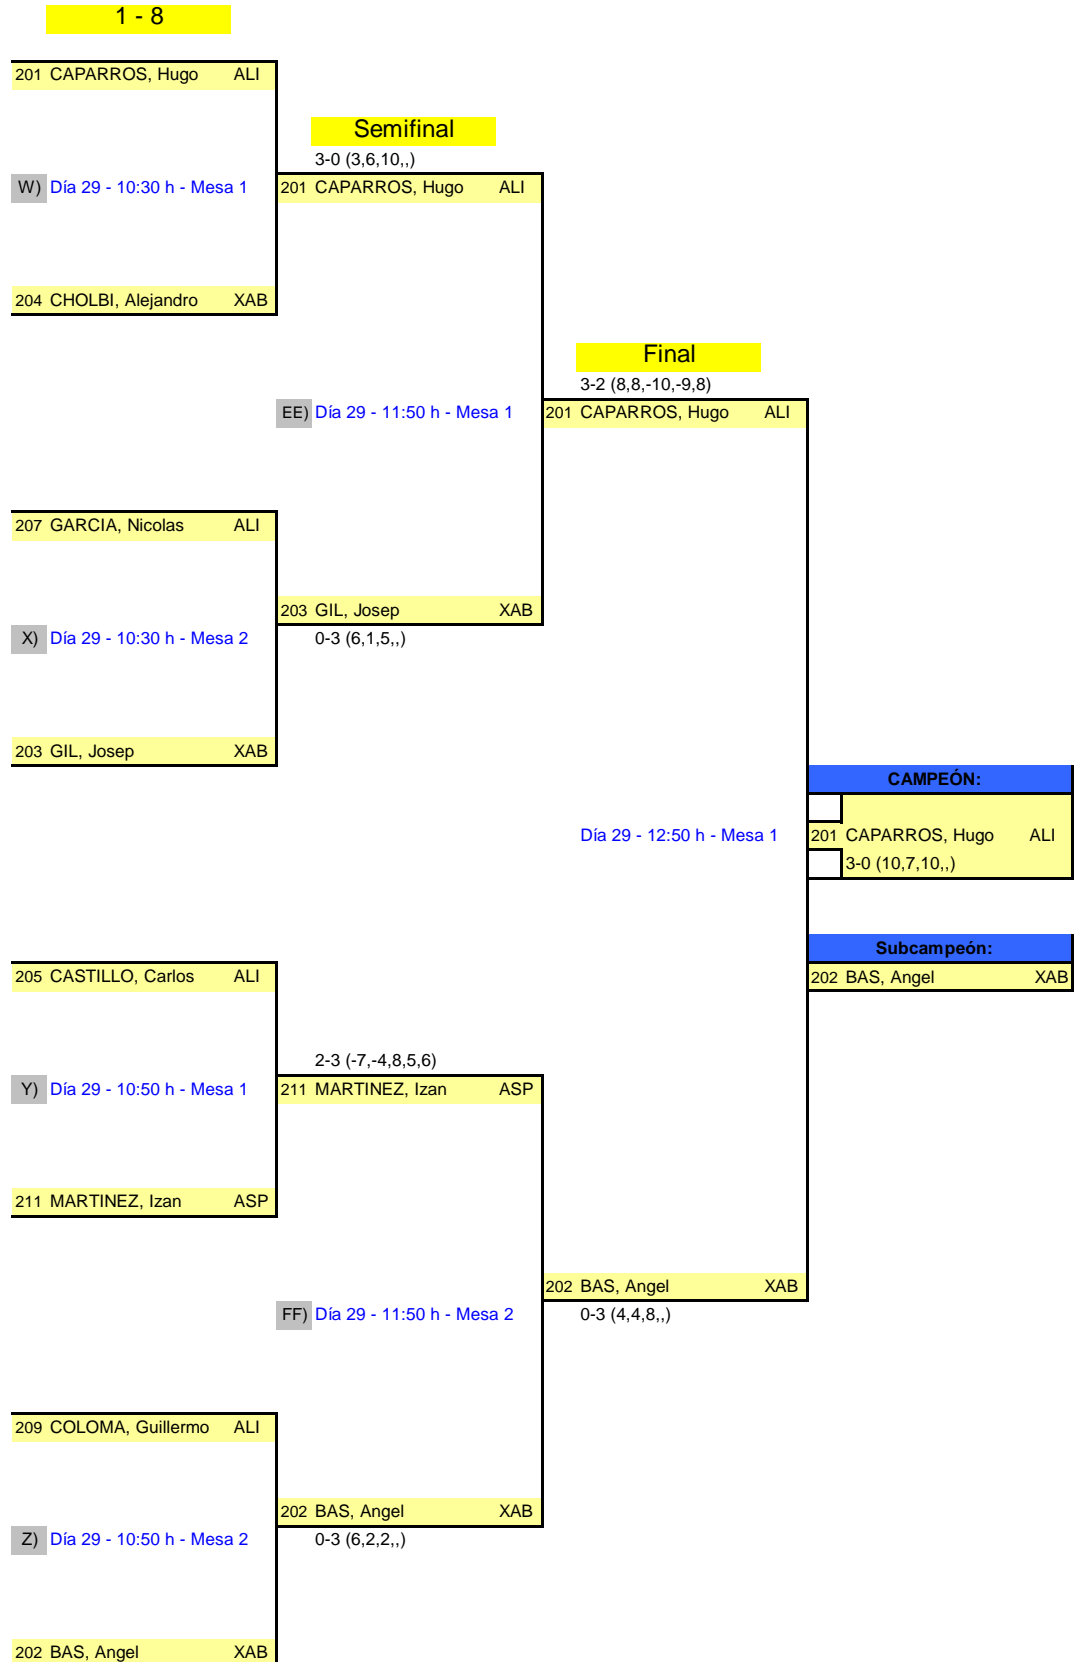 1 - 8
201 CAPARROS, Hugo ALI
Semifinal
3-0 (3,6,10,,)
W) Día 29 - 10:30 h - Mesa 1
201 CAPARROS, Hugo ALI
204 CHOLBI, Alejandro XAB
Final
3-2 (8,8,-10,-9,8)
EE) Día 29 - 11:50 h - Mesa 1
201 CAPARROS, Hugo ALI
207 GARCIA, Nicolas ALI
203 GIL, Josep XAB
X) Día 29 - 10:30 h - Mesa 2
0-3 (6,1,5,,)
203 GIL, Josep XAB
CAMPEÓN:
Día 29 - 12:50 h - Mesa 1
201 CAPARROS, Hugo ALI
3-0 (10,7,10,,)
Subcampeón:
205 CASTILLO, Carlos ALI
202 BAS, Angel XAB
2-3 (-7,-4,8,5,6)
Y) Día 29 - 10:50 h - Mesa 1
211 MARTINEZ, Izan ASP
211 MARTINEZ, Izan ASP
202 BAS, Angel XAB
FF) Día 29 - 11:50 h - Mesa 2
0-3 (4,4,8,,)
209 COLOMA, Guillermo ALI
202 BAS, Angel XAB
Z) Día 29 - 10:50 h - Mesa 2
0-3 (6,2,2,,)
202 BAS, Angel XAB